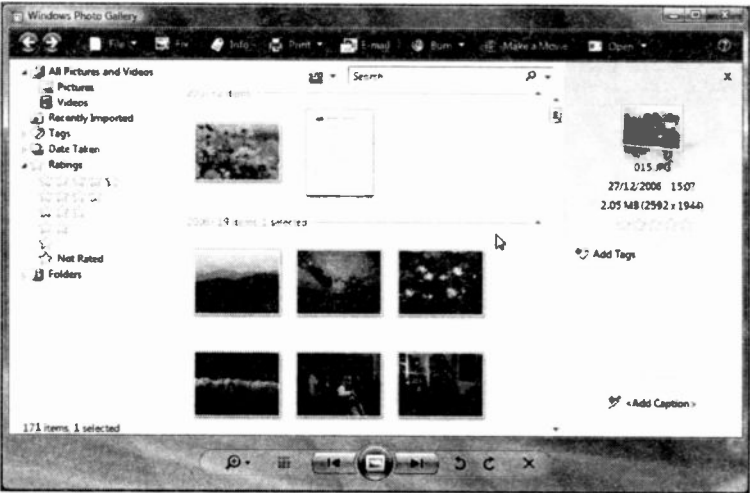 Windows Photo Gallery
File Fix Info Print E-mail Burn Make a Movie Open
All Pictures and Videos
Pictures
Videos
Recently Imported
Tags
Date Taken
Ratings
Not Rated
Folders
Search
selected
015.JPG
27/12/2006 15:07
2.05 MB (2592 x 1944)
Add Tags
<Add Caption>
171 items, 1 selected